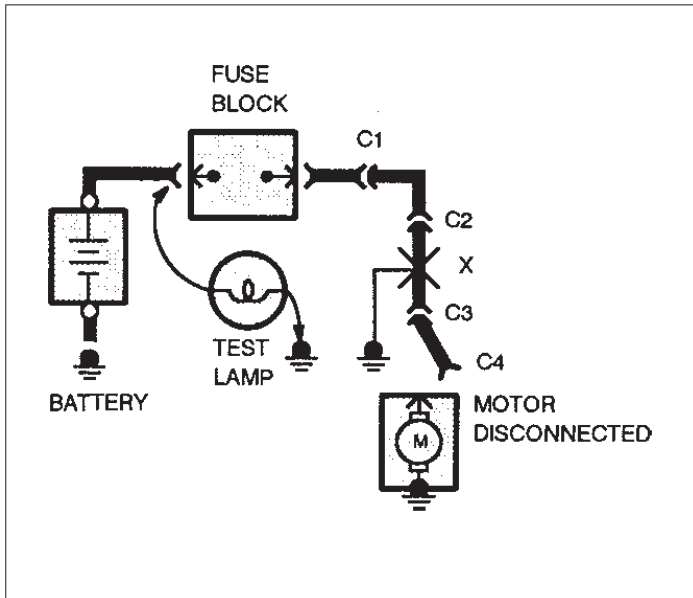 FUSE
BLOCK
C1
C2
X
C3
TEST
LAMP
C4
BATTERY
MOTOR
DISCONNECTED
M